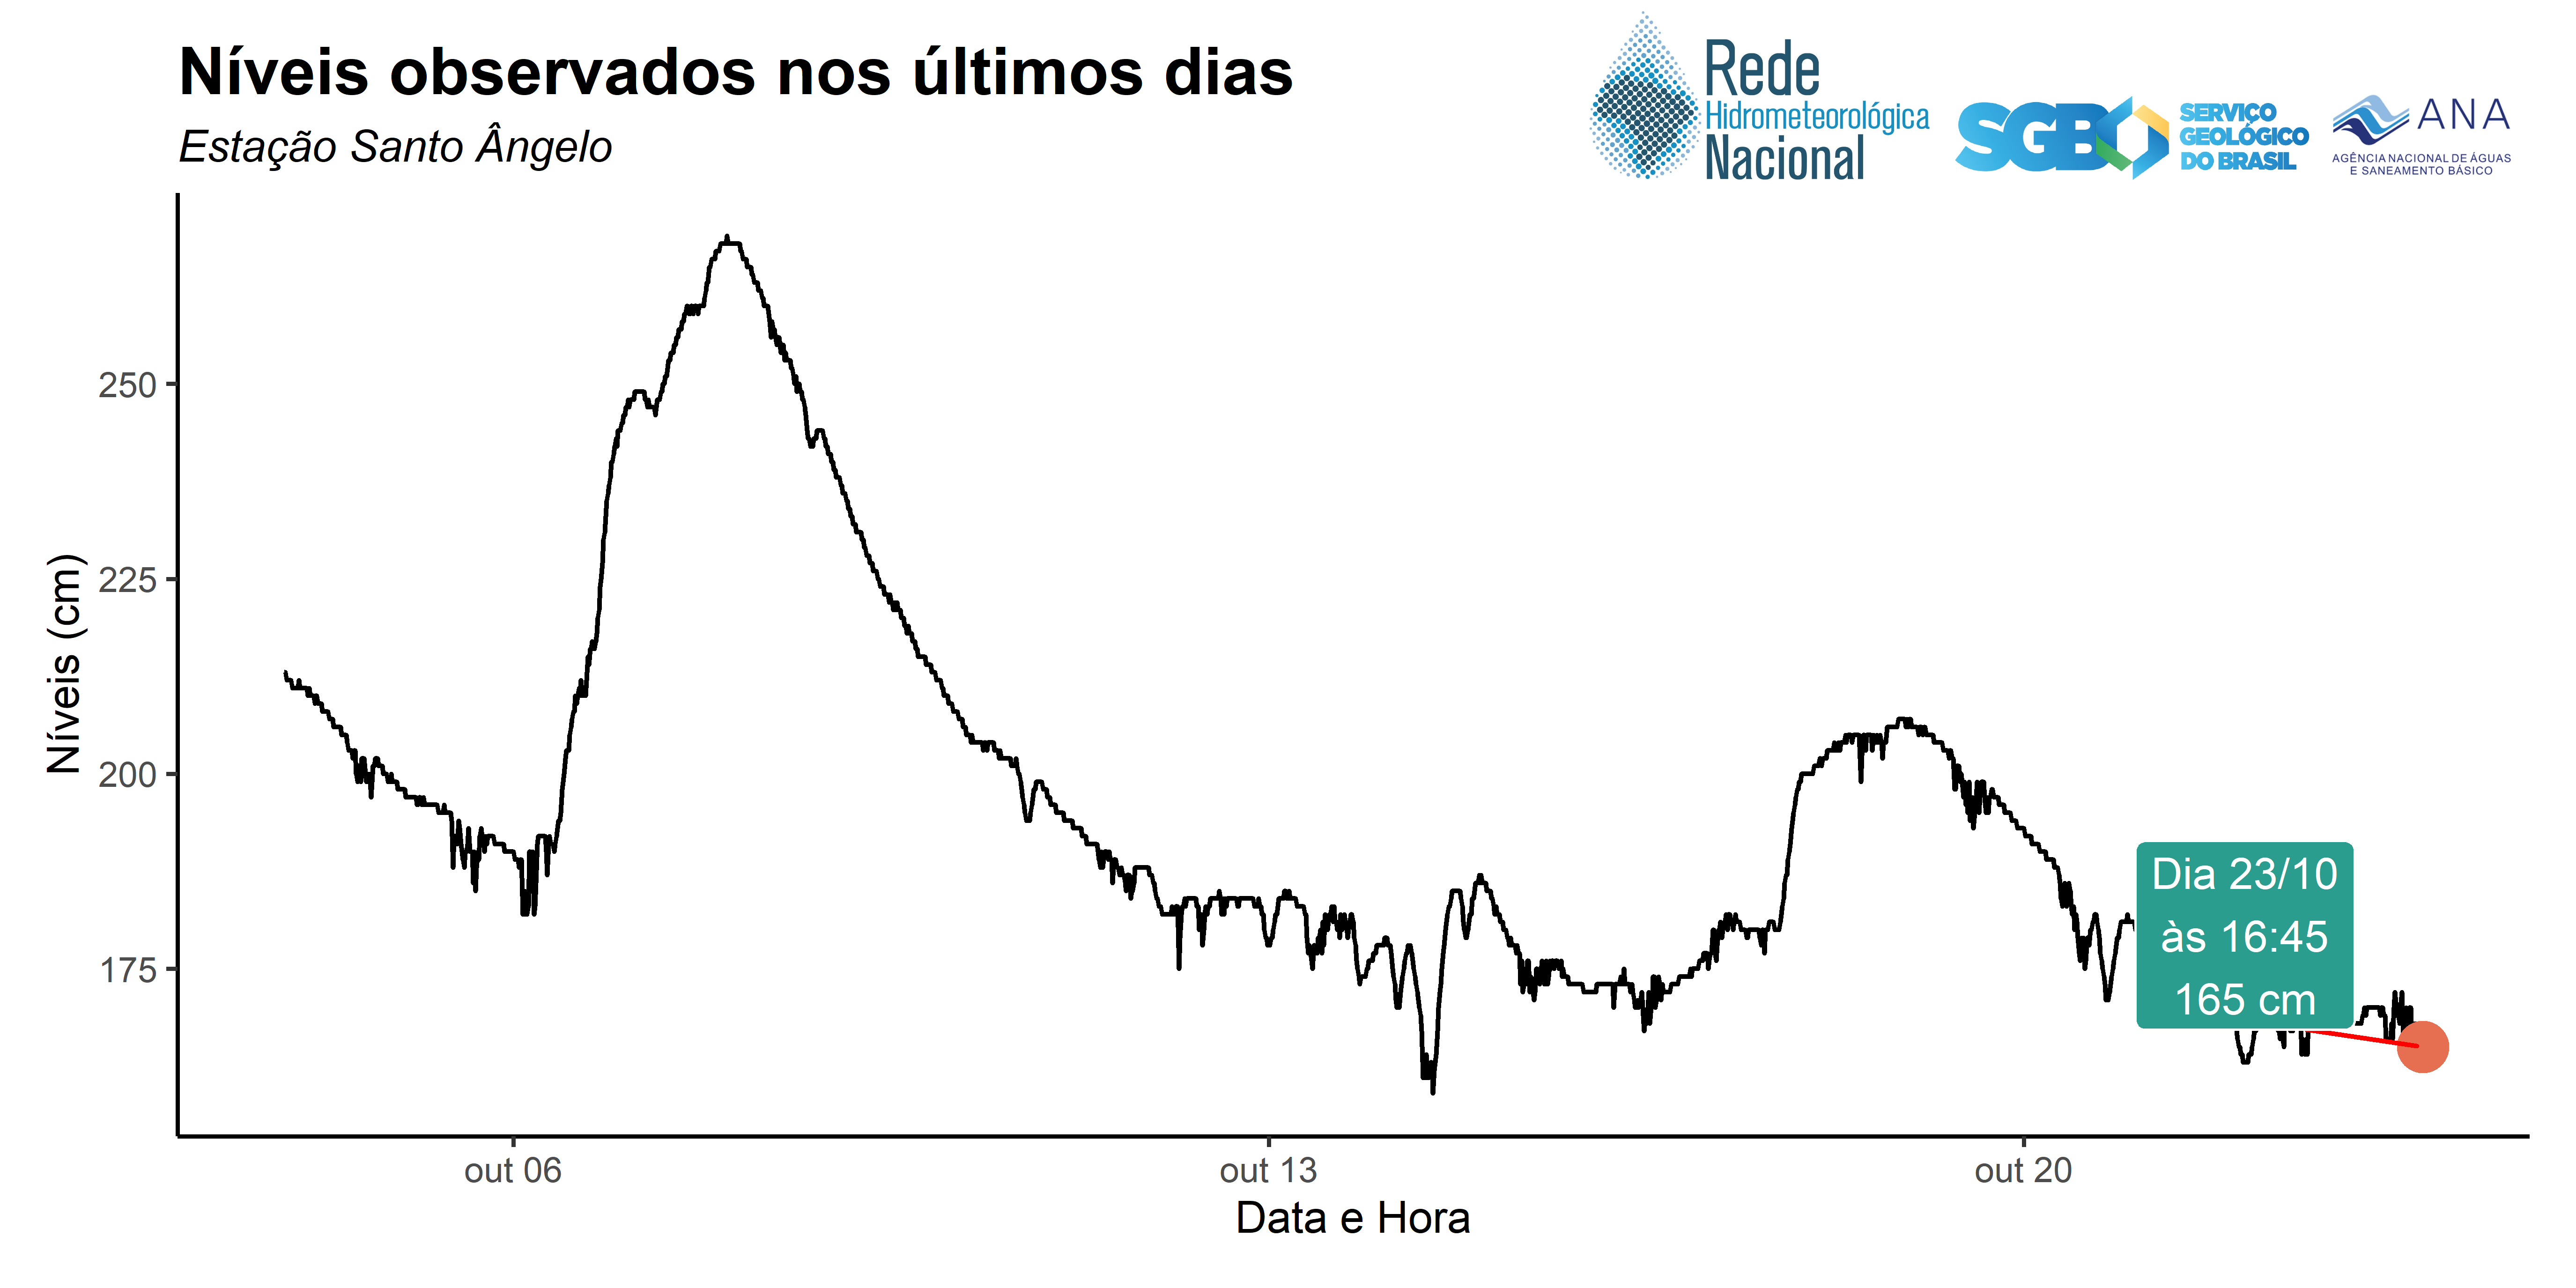 Níveis observados nos últimos dias
Estação Santo Ângelo
Rede
Hidrometeorológica
Nacional
SGB
SERVIÇO
GEOLÓGICO
DO BRASIL
ANA
AGÊNCIA NACIONAL DE ÁGUAS
E SANEAMENTO BÁSICO
Níveis (cm)
250
225
200
175
Dia 23/10
às 16:45
165 cm
out 06
out 13
out 20
Data e Hora